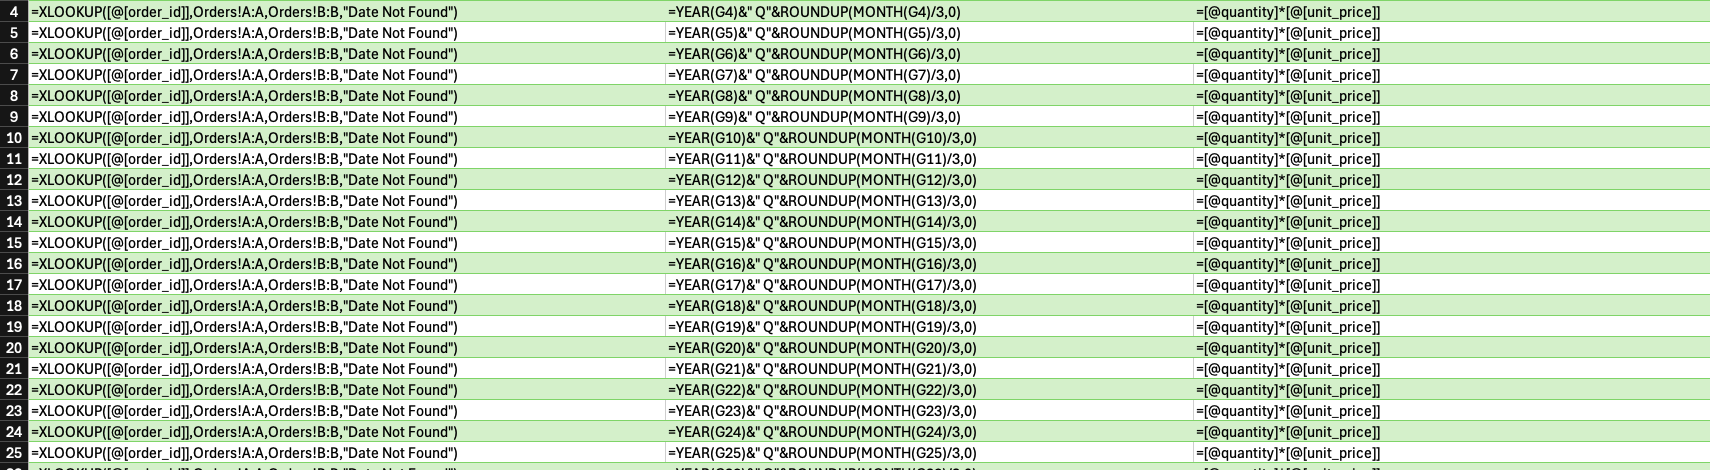 4 =XLOOKUP([@[order_id]],Orders!A:A,Orders!B:B,"Date Not Found") =YEAR(G4)&" Q"&ROUNDUP(MONTH(G4)/3,0) =[@quantity]*[@[unit_price]]
5 =XLOOKUP([@[order_id]],Orders!A:A,Orders!B:B,"Date Not Found") =YEAR(G5)&" Q"&ROUNDUP(MONTH(G5)/3,0) =[@quantity]*[@[unit_price]]
6 =XLOOKUP([@[order_id]],Orders!A:A,Orders!B:B,"Date Not Found") =YEAR(G6)&" Q"&ROUNDUP(MONTH(G6)/3,0) =[@quantity]*[@[unit_price]]
7 =XLOOKUP([@[order_id]],Orders!A:A,Orders!B:B,"Date Not Found") =YEAR(G7)&" Q"&ROUNDUP(MONTH(G7)/3,0) =[@quantity]*[@[unit_price]]
8 =XLOOKUP([@[order_id]],Orders!A:A,Orders!B:B,"Date Not Found") =YEAR(G8)&" Q"&ROUNDUP(MONTH(G8)/3,0) =[@quantity]*[@[unit_price]]
9 =XLOOKUP([@[order_id]],Orders!A:A,Orders!B:B,"Date Not Found") =YEAR(G9)&" Q"&ROUNDUP(MONTH(G9)/3,0) =[@quantity]*[@[unit_price]]
10 =XLOOKUP([@[order_id]],Orders!A:A,Orders!B:B,"Date Not Found") =YEAR(G10)&" Q"&ROUNDUP(MONTH(G10)/3,0) =[@quantity]*[@[unit_price]]
11 =XLOOKUP([@[order_id]],Orders!A:A,Orders!B:B,"Date Not Found") =YEAR(G11)&" Q"&ROUNDUP(MONTH(G11)/3,0) =[@quantity]*[@[unit_price]]
12 =XLOOKUP([@[order_id]],Orders!A:A,Orders!B:B,"Date Not Found") =YEAR(G12)&" Q"&ROUNDUP(MONTH(G12)/3,0) =[@quantity]*[@[unit_price]]
13 =XLOOKUP([@[order_id]],Orders!A:A,Orders!B:B,"Date Not Found") =YEAR(G13)&" Q"&ROUNDUP(MONTH(G13)/3,0) =[@quantity]*[@[unit_price]]
14 =XLOOKUP([@[order_id]],Orders!A:A,Orders!B:B,"Date Not Found") =YEAR(G14)&" Q"&ROUNDUP(MONTH(G14)/3,0) =[@quantity]*[@[unit_price]]
15 =XLOOKUP([@[order_id]],Orders!A:A,Orders!B:B,"Date Not Found") =YEAR(G15)&" Q"&ROUNDUP(MONTH(G15)/3,0) =[@quantity]*[@[unit_price]]
16 =XLOOKUP([@[order_id]],Orders!A:A,Orders!B:B,"Date Not Found") =YEAR(G16)&" Q"&ROUNDUP(MONTH(G16)/3,0) =[@quantity]*[@[unit_price]]
17 =XLOOKUP([@[order_id]],Orders!A:A,Orders!B:B,"Date Not Found") =YEAR(G17)&" Q"&ROUNDUP(MONTH(G17)/3,0) =[@quantity]*[@[unit_price]]
18 =XLOOKUP([@[order_id]],Orders!A:A,Orders!B:B,"Date Not Found") =YEAR(G18)&" Q"&ROUNDUP(MONTH(G18)/3,0) =[@quantity]*[@[unit_price]]
19 =XLOOKUP([@[order_id]],Orders!A:A,Orders!B:B,"Date Not Found") =YEAR(G19)&" Q"&ROUNDUP(MONTH(G19)/3,0) =[@quantity]*[@[unit_price]]
20 =XLOOKUP([@[order_id]],Orders!A:A,Orders!B:B,"Date Not Found") =YEAR(G20)&" Q"&ROUNDUP(MONTH(G20)/3,0) =[@quantity]*[@[unit_price]]
21 =XLOOKUP([@[order_id]],Orders!A:A,Orders!B:B,"Date Not Found") =YEAR(G21)&" Q"&ROUNDUP(MONTH(G21)/3,0) =[@quantity]*[@[unit_price]]
22 =XLOOKUP([@[order_id]],Orders!A:A,Orders!B:B,"Date Not Found") =YEAR(G22)&" Q"&ROUNDUP(MONTH(G22)/3,0) =[@quantity]*[@[unit_price]]
23 =XLOOKUP([@[order_id]],Orders!A:A,Orders!B:B,"Date Not Found") =YEAR(G23)&" Q"&ROUNDUP(MONTH(G23)/3,0) =[@quantity]*[@[unit_price]]
24 =XLOOKUP([@[order_id]],Orders!A:A,Orders!B:B,"Date Not Found") =YEAR(G24)&" Q"&ROUNDUP(MONTH(G24)/3,0) =[@quantity]*[@[unit_price]]
25 =XLOOKUP([@[order_id]],Orders!A:A,Orders!B:B,"Date Not Found") =YEAR(G25)&" Q"&ROUNDUP(MONTH(G25)/3,0) =[@quantity]*[@[unit_price]]